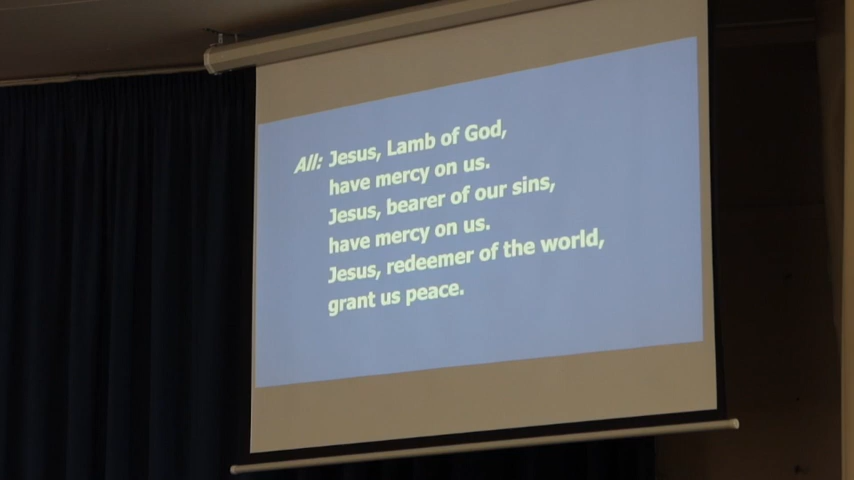 All: Jesus, Lamb of God,
have mercy on us.
Jesus, bearer of our sins,
have mercy on us.
Jesus, redeemer of the world,
grant us peace.